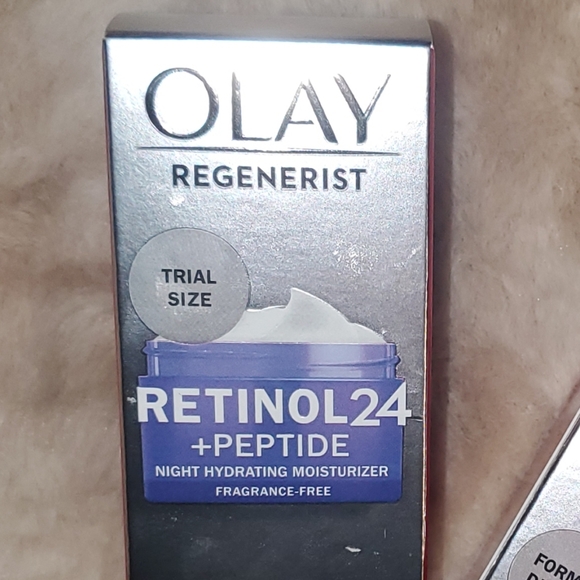 OLAY
REGENERIST
TRIAL
SIZE
RETINOL24
+PEPTIDE
NIGHT HYDRATING MOISTURIZER
FRAGRANCE-FREE